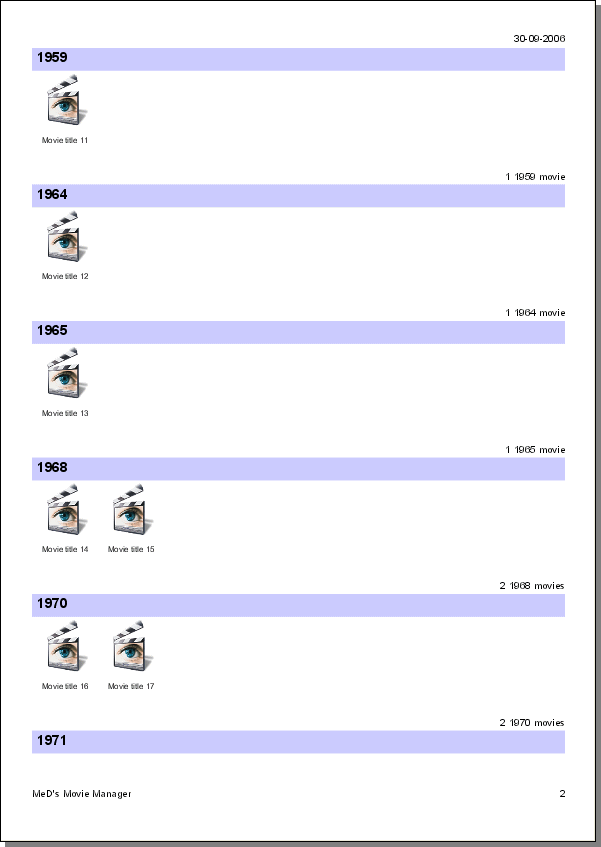 30-09-2006
1959
Movie title 11
1 1959 movie
1964
Movie title 12
1 1964 movie
1965
Movie title 13
1 1965 movie
1968
Movie title 14 Movie title 15
2 1968 movies
1970
Movie title 16 Movie title 17
2 1970 movies
1971
MeD's Movie Manager 2